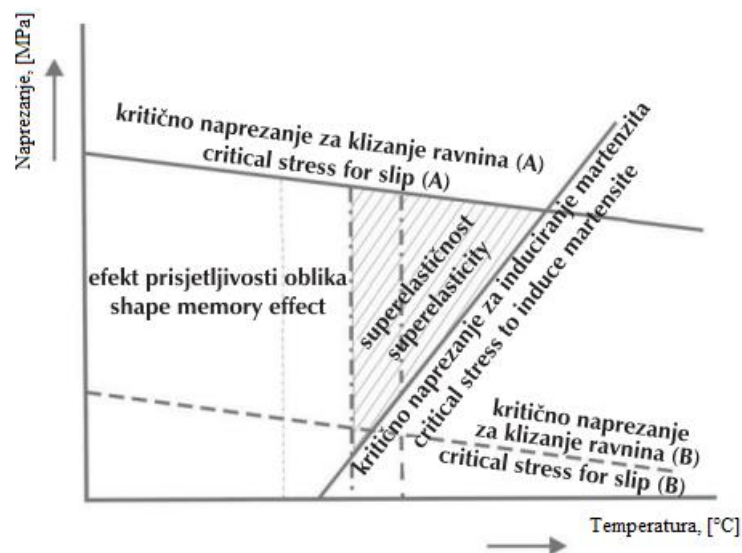 Naprezanje, [MPa]
kritično naprezanje za klizanje ravnina (A)
critical stress for slip (A)
efekt prisjetljivosti oblika
shape memory effect
superelastičnost
superelasticity
kritično naprezanje za induciranje martenzita
critical stress to induce martensite
kritično naprezanje
za klizanje ravnina (B)
critical stress for slip (B)
Temperatura, [°C]